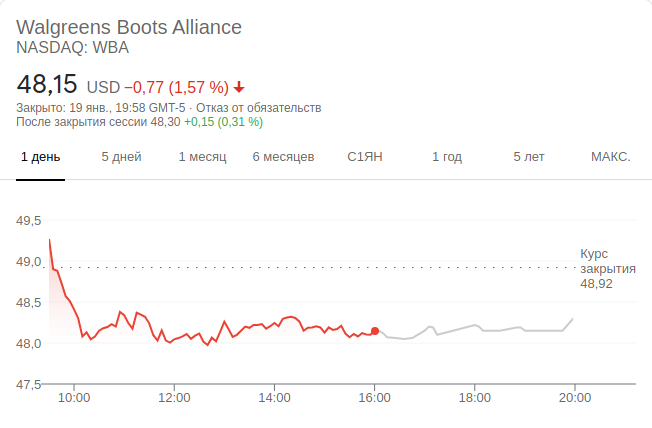 Walgreens Boots Alliance
NASDAQ: WBA
48,15 USD −0,77 (1,57 %)
Закрыто: 19 янв., 19:58 GMT-5 · Отказ от обязательств
После закрытия сессии 48,30 +0,15 (0,31 %)
1 день 5 дней 1 месяц 6 месяцев С1ЯН 1 год 5 лет МАКС.
49,5
49,0
48,5
48,0
47,5
Курс
закрытия
48,92
10:00 12:00 14:00 16:00 18:00 20:00